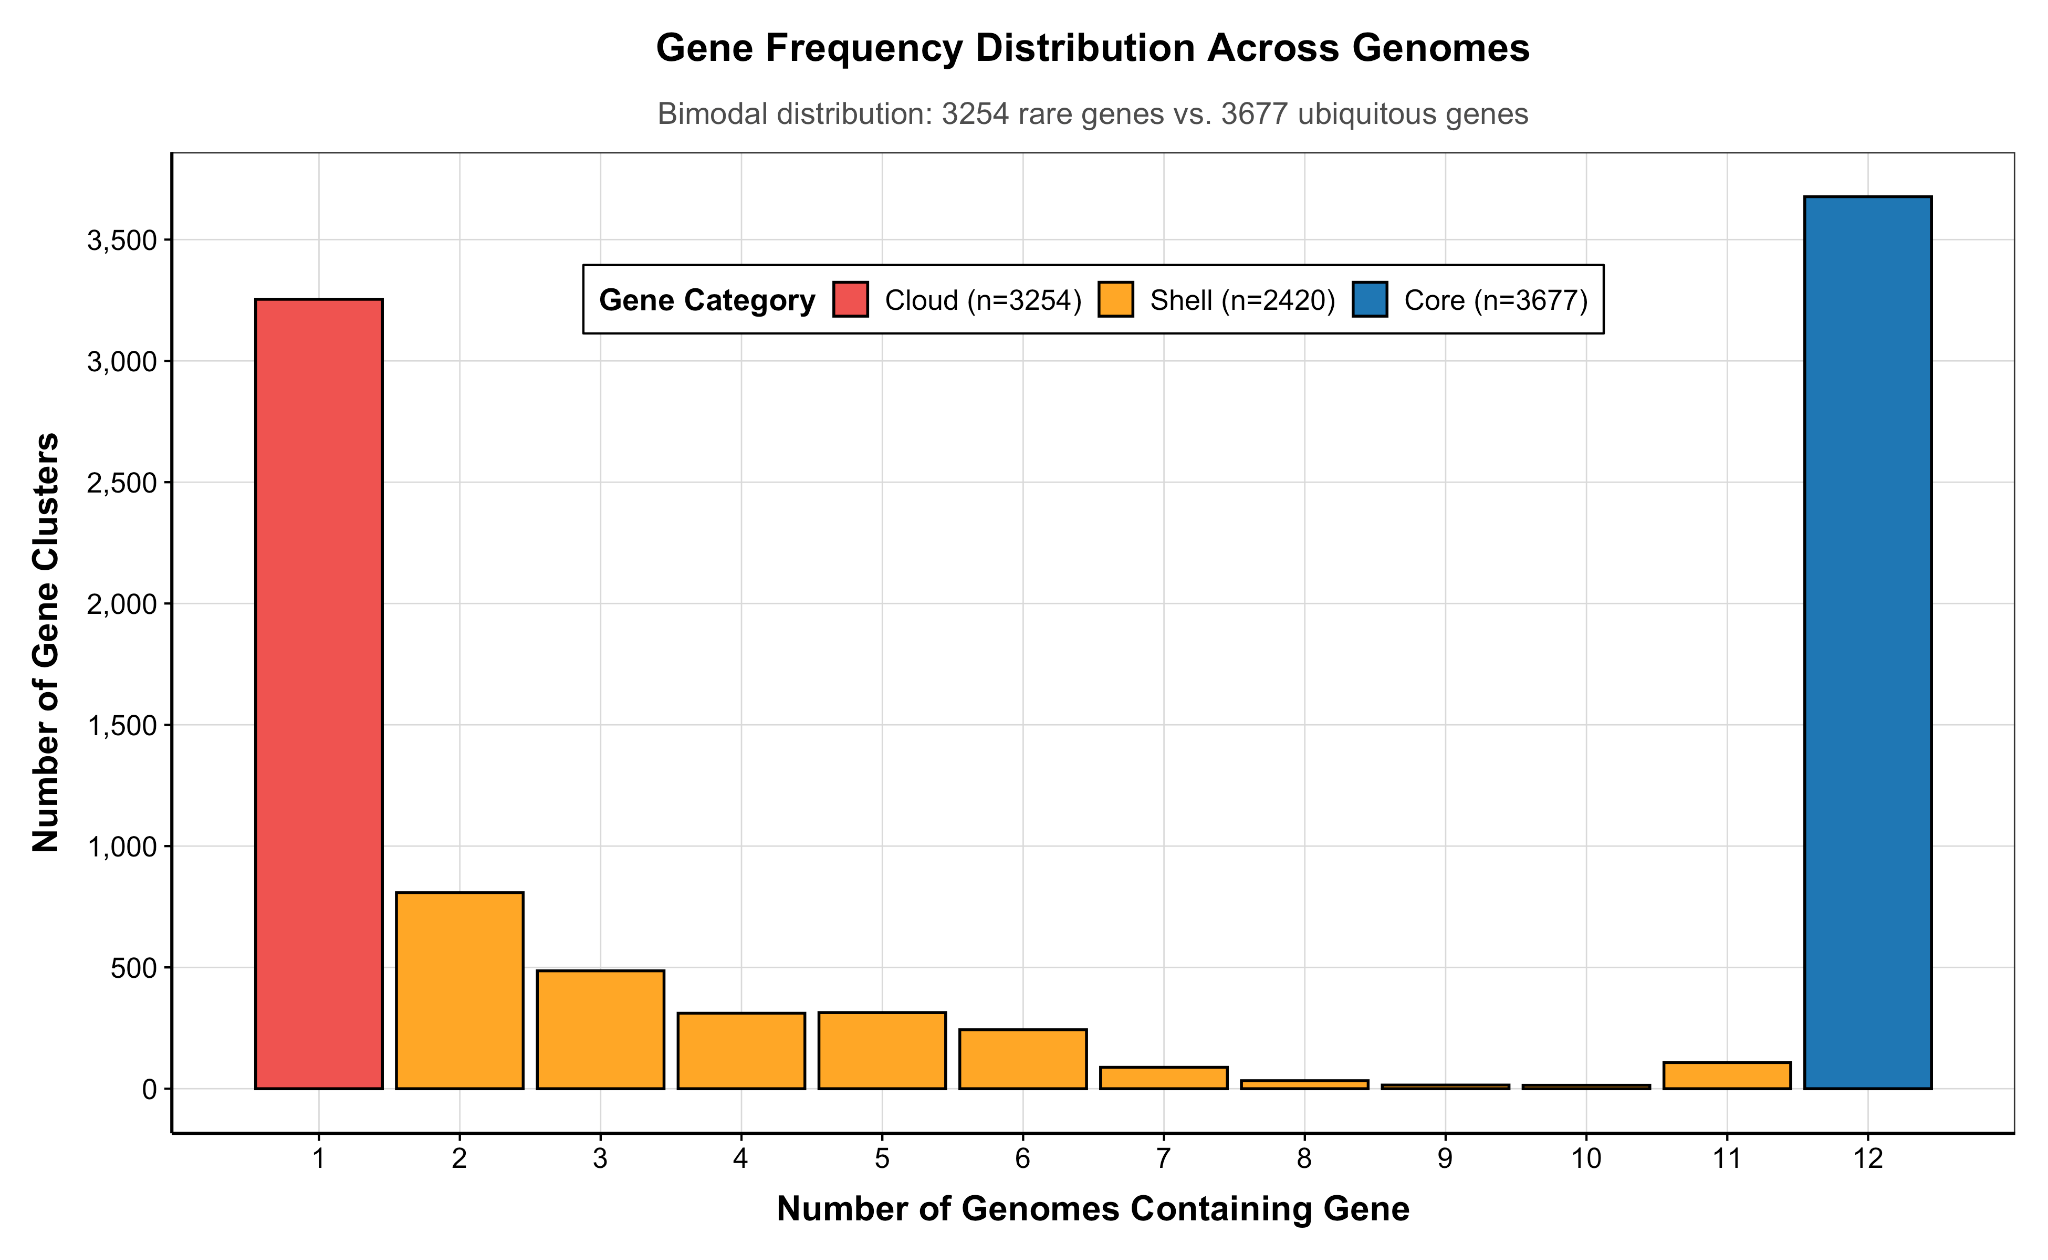 Gene Frequency Distribution Across Genomes
Bimodal distribution: 3254 rare genes vs. 3677 ubiquitous genes
Gene Category Cloud (n=3254) Shell (n=2420) Core (n=3677)
Number of Gene Clusters
3,500
3,000
2,500
2,000
1,500
1,000
500
0
1 2 3 4 5 6 7 8 9 10 11 12
Number of Genomes Containing Gene